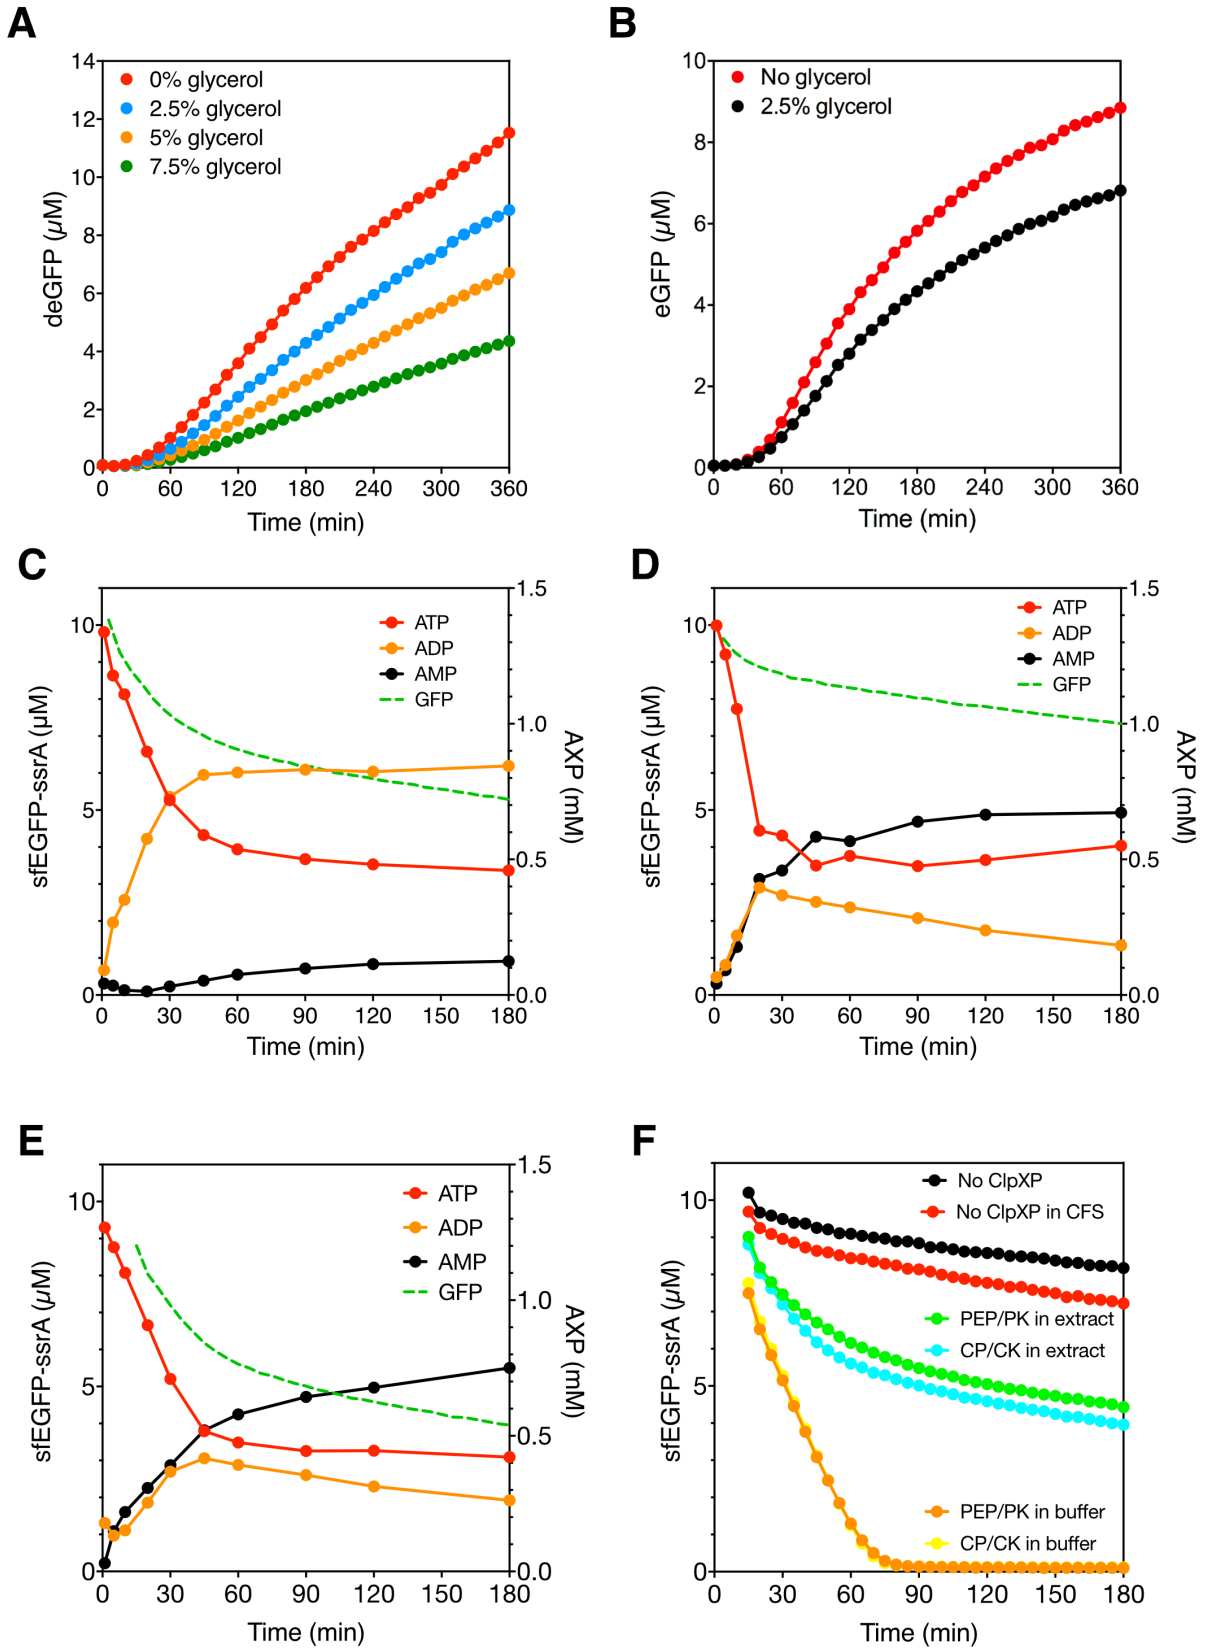 A
14
12
10
8
6
4
2
0
deGFP (µM)
0% glycerol
2.5% glycerol
5% glycerol
7.5% glycerol
0 60 120 180 240 300 360
Time (min)
B
10
8
6
4
2
0
eGFP (µM)
No glycerol
2.5% glycerol
0 60 120 180 240 300 360
Time (min)
C
10
5
0
sfEGFP-ssrA (µM)
ATP
ADP
AMP
GFP
1.5
1.0
0.5
0.0
AXP (mM)
0 30 60 90 120 150 180
Time (min)
D
10
5
0
sfEGFP-ssrA (µM)
ATP
ADP
AMP
GFP
1.5
1.0
0.5
0.0
AXP (mM)
0 30 60 90 120 150 180
Time (min)
E
10
5
0
sfEGFP-ssrA (µM)
ATP
ADP
AMP
GFP
1.5
1.0
0.5
0.0
AXP (mM)
0 30 60 90 120 150 180
Time (min)
F
10
5
0
sfEGFP-ssrA (µM)
No ClpXP
No ClpXP in CFS
PEP/PK in extract
CP/CK in extract
PEP/PK in buffer
CP/CK in buffer
0 30 60 90 120 150 180
Time (min)